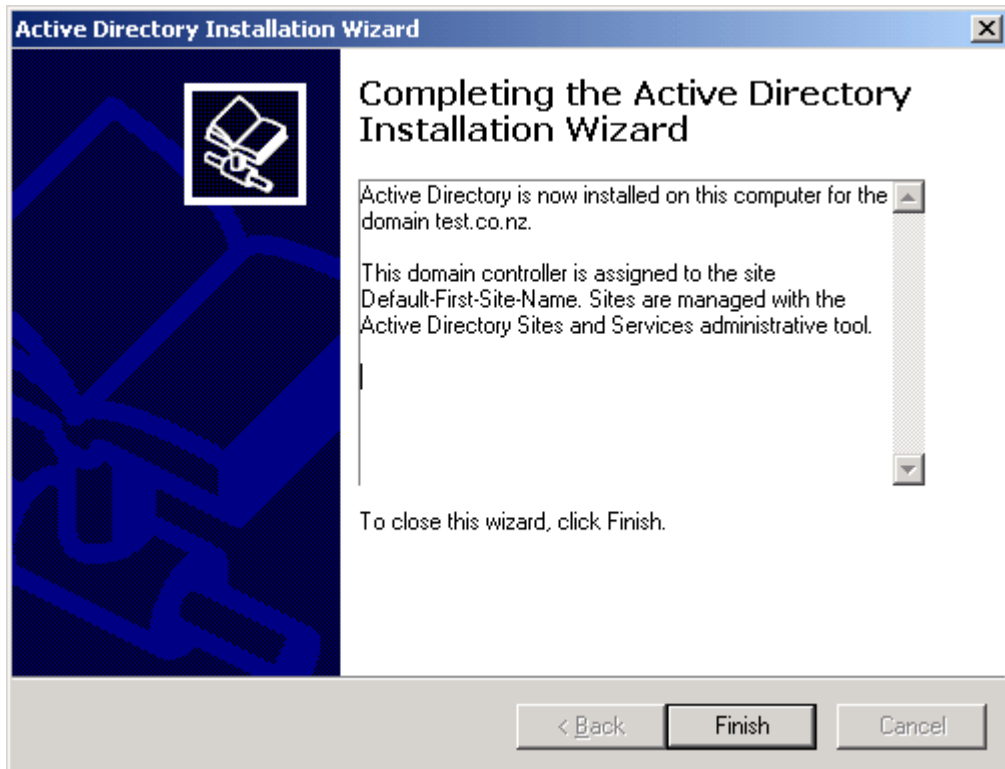 Active Directory Installation Wizard
Completing the Active Directory
Installation Wizard
Active Directory is now installed on this computer for the
domain test.co.nz.
This domain controller is assigned to the site
Default-First-Site-Name. Sites are managed with the
Active Directory Sites and Services administrative tool.
To close this wizard, click Finish.
< Back
Finish
Cancel